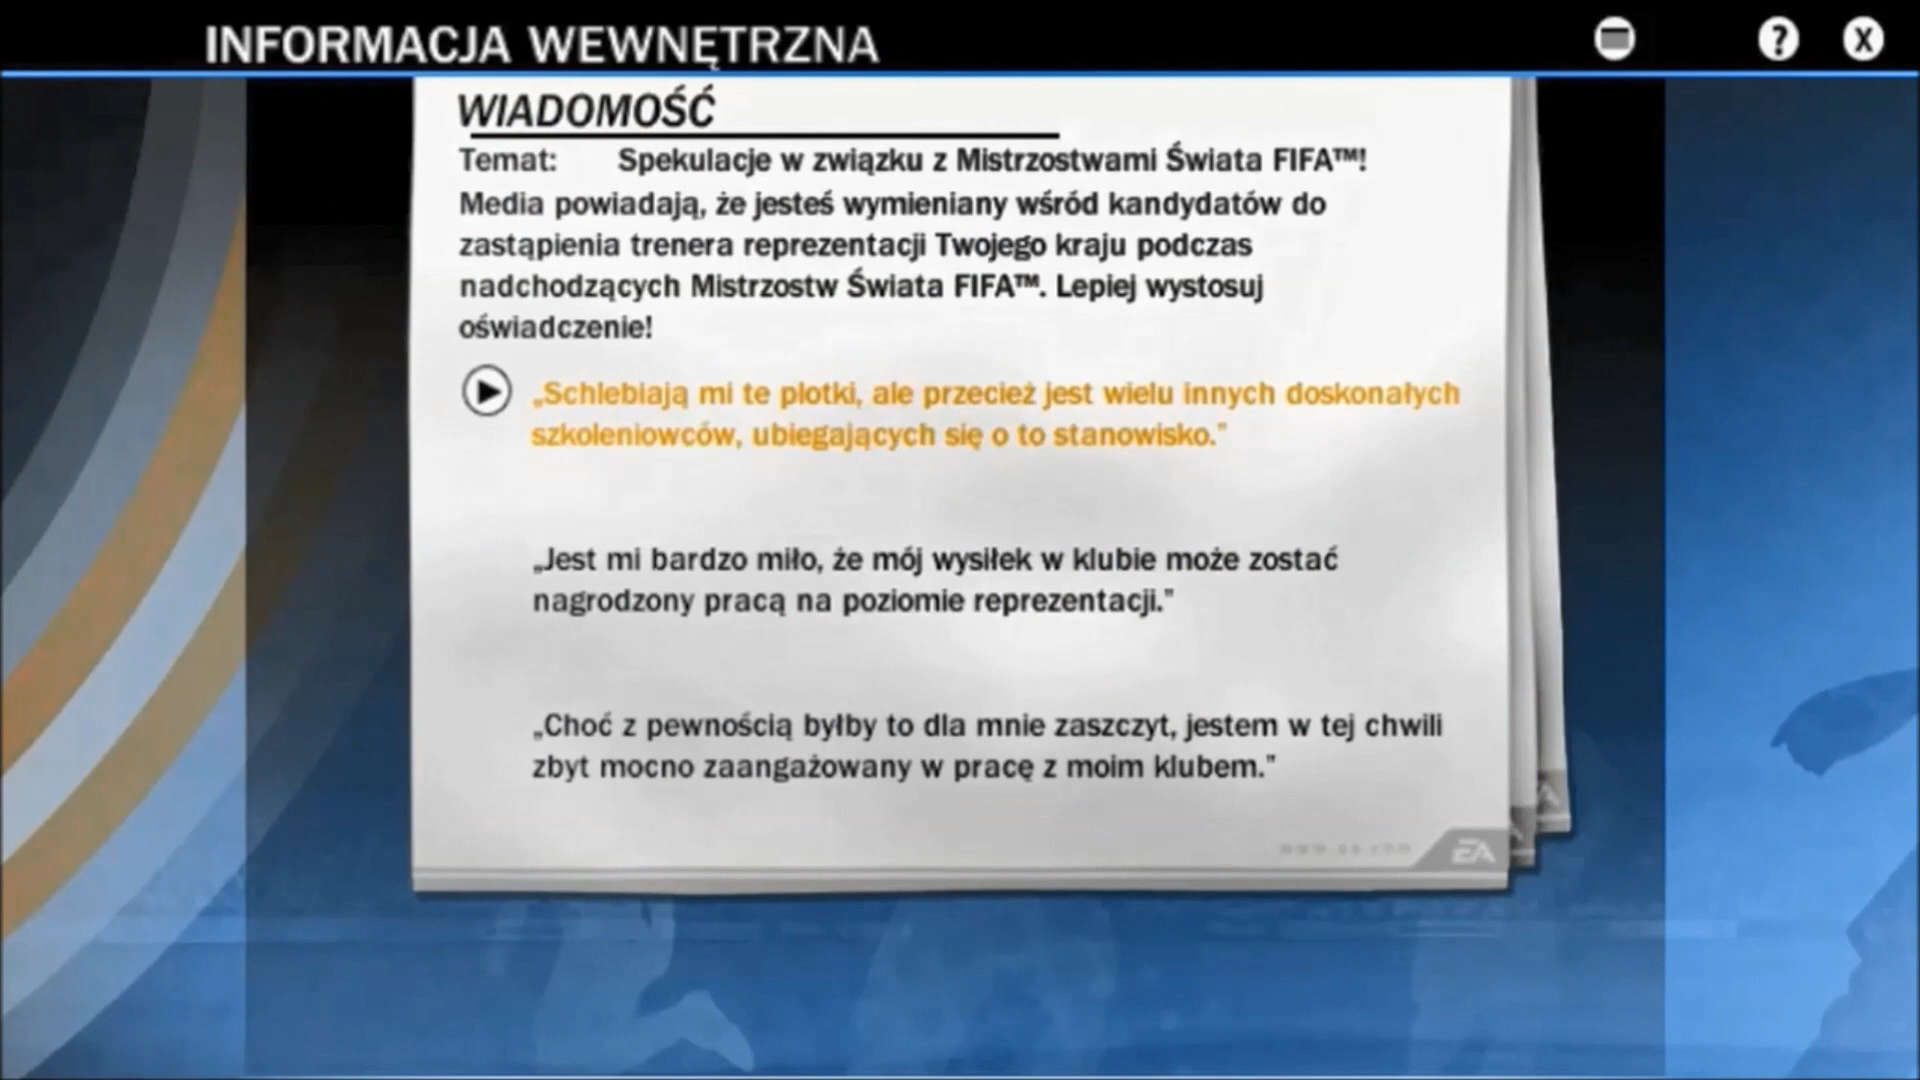 INFORMACJA WEWNĘTRZNA
? X
WIADOMOŚĆ
Temat: Spekulacje w związku z Mistrzostwami Świata FIFA™!
Media powiadają, że jesteś wymieniany wśród kandydatów do
zastąpienia trenera reprezentacji Twojego kraju podczas
nadchodzących Mistrzostw Świata FIFA™. Lepiej wystosuj
oświadczenie!
„Schlebiają mi te plotki, ale przecież jest wielu innych doskonałych
szkoleniowców, ubiegających się o to stanowisko."
„Jest mi bardzo miło, że mój wysiłek w klubie może zostać
nagrodzony pracą na poziomie reprezentacji."
„Choć z pewnością byłby to dla mnie zaszczyt, jestem w tej chwili
zbyt mocno zaangażowany w pracę z moim klubem."
EA